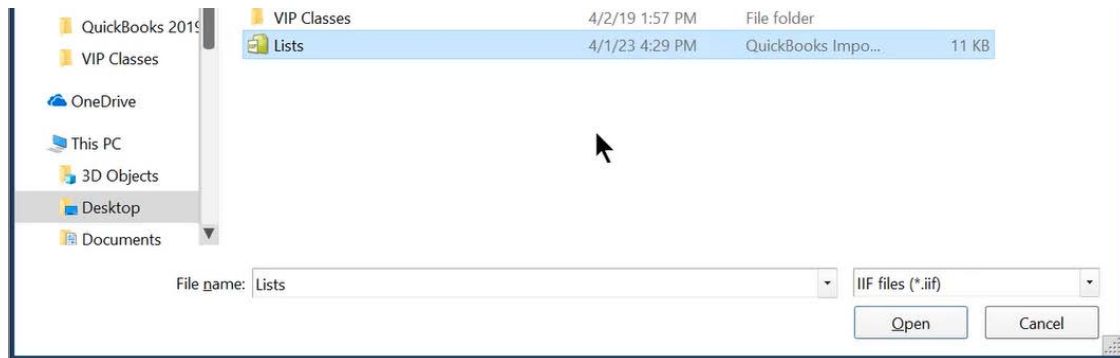 QuickBooks 2019
VIP Classes
OneDrive
This PC
3D Objects
Desktop
Documents
VIP Classes 4/2/19 1:57 PM File folder
Lists 4/1/23 4:29 PM QuickBooks Impo... 11 KB
File name: Lists
IIF files (*.iif)
Open
Cancel